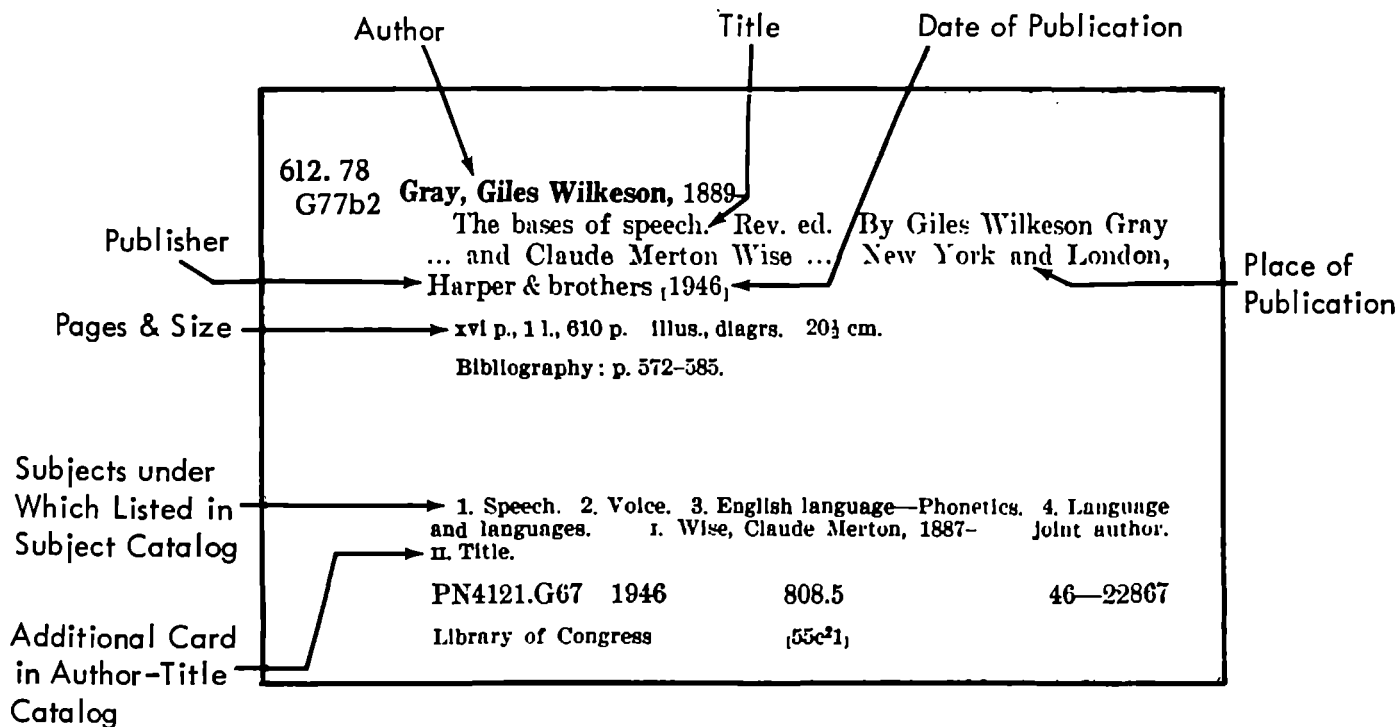 Author
Title
Date of Publication
612. 78
G77b2
Gray, Giles Wilkeson, 1889–
The bases of speech. Rev. ed. By Giles Wilkeson Gray
... and Claude Merton Wise ... New York and London,
Harper & brothers [1946]
Publisher
Place of
Publication
Pages & Size
xvi p., 1 l., 610 p. illus., diagrs. 20½ cm.
Bibliography: p. 572–585.
Subjects under
Which Listed in
Subject Catalog
1. Speech. 2. Voice. 3. English language—Phonetics. 4. Language
and languages. I. Wise, Claude Merton, 1887– joint author.
II. Title.
PN4121.G67 1946 808.5 46—22867
Library of Congress [55c²1]
Additional Card
in Author-Title
Catalog